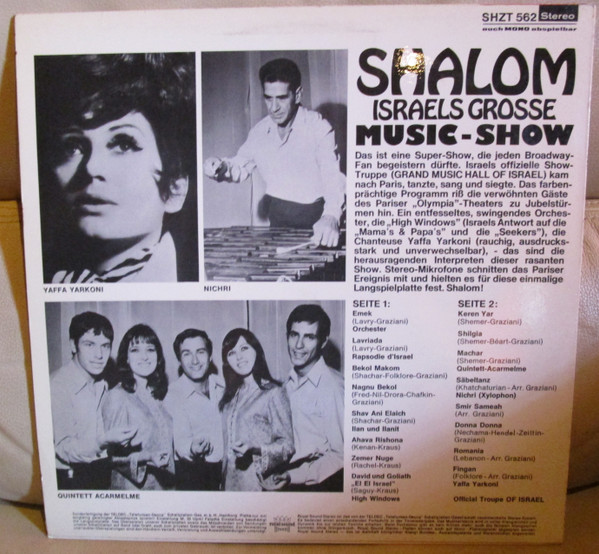 SHZT 562 Stereo
auch MONO abspielbar
SHALOM
ISRAELS GROSSE
MUSIC-SHOW
Das ist eine Super-Show, die jeden Broadway-
Fan begeistern dürfte. Israels offizielle Show-
Truppe (GRAND MUSIC HALL OF ISRAEL) kam
nach Paris, tanzte, sang und siegte. Das farben-
prächtige Programm riß die verwöhnten Gäste
des Pariser „Olympia"-Theaters zu Jubelstür-
men hin. Ein entfesseltes, swingendes Orches-
ter, die „High Windows" (Israels Antwort auf die
„Mama's & Papa's" und die „Seekers"), die
Chanteuse Yaffa Yarkoni (rauchig, ausdrucks-
stark und unverwechselbar), - das sind die
herausragenden Interpreten dieser rasanten
Show. Stereo-Mikrofone schnitten das Pariser
Ereignis mit und hielten es für diese einmalige
Langspielplatte fest. Shalom!
YAFFA YARKONI
NICHRI
SEITE 1:
Emek
(Lavry-Graziani)
Orchester
Lavriada
(Lavry-Graziani)
Rapsodie d'Israel
Bekol Makom
(Shachar-Folklore-Graziani)
Nagnu Bekol
(Fred-Nil-Drora-Chafkin-
Graziani)
Shav Ani Elaich
(Shachar-Graziani)
Ilan und Ilanit
Ahava Rishona
(Kenan-Kraus)
Zemer Nuge
(Rachel-Kraus)
David und Goliath
„El El Israel"
(Saguy-Kraus)
High Windows
SEITE 2:
Keren Yar
(Shemer-Graziani)
Shilgia
(Shemer-Béart-Graziani)
Machar
(Shemer-Graziani)
Quintett-Acarmelme
Säbeltanz
(Khatchaturian - Arr. Graziani)
Nichri (Xylophon)
Smir Sameah
(Arr. Graziani)
Donna Donna
(Nechama-Hendel-Zeitlin-
Graziani)
Romania
(Lebanon - Arr. Graziani)
Fingan
(Folklore - Arr. Graziani)
Yaffa Yarkoni
Official Troupe OF ISRAEL
QUINTETT ACARMELME